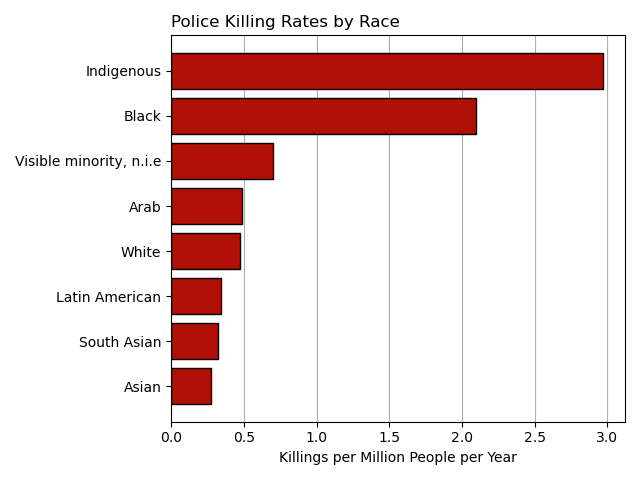 Police Killing Rates by Race
Indigenous
Black
Visible minority, n.i.e
Arab
White
Latin American
South Asian
Asian
0.0 0.5 1.0 1.5 2.0 2.5 3.0
Killings per Million People per Year